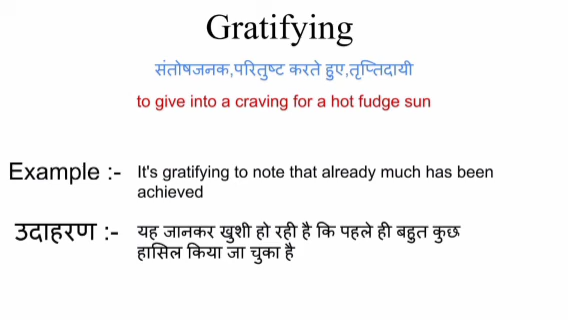 Gratifying
संतोषजनक,परितुष्ट करते हुए,तृप्तिदायी
to give into a craving for a hot fudge sun
Example :- It's gratifying to note that already much has been
achieved
उदाहरण :- यह जानकर खुशी हो रही है कि पहले ही बहुत कुछ
हासिल किया जा चुका है